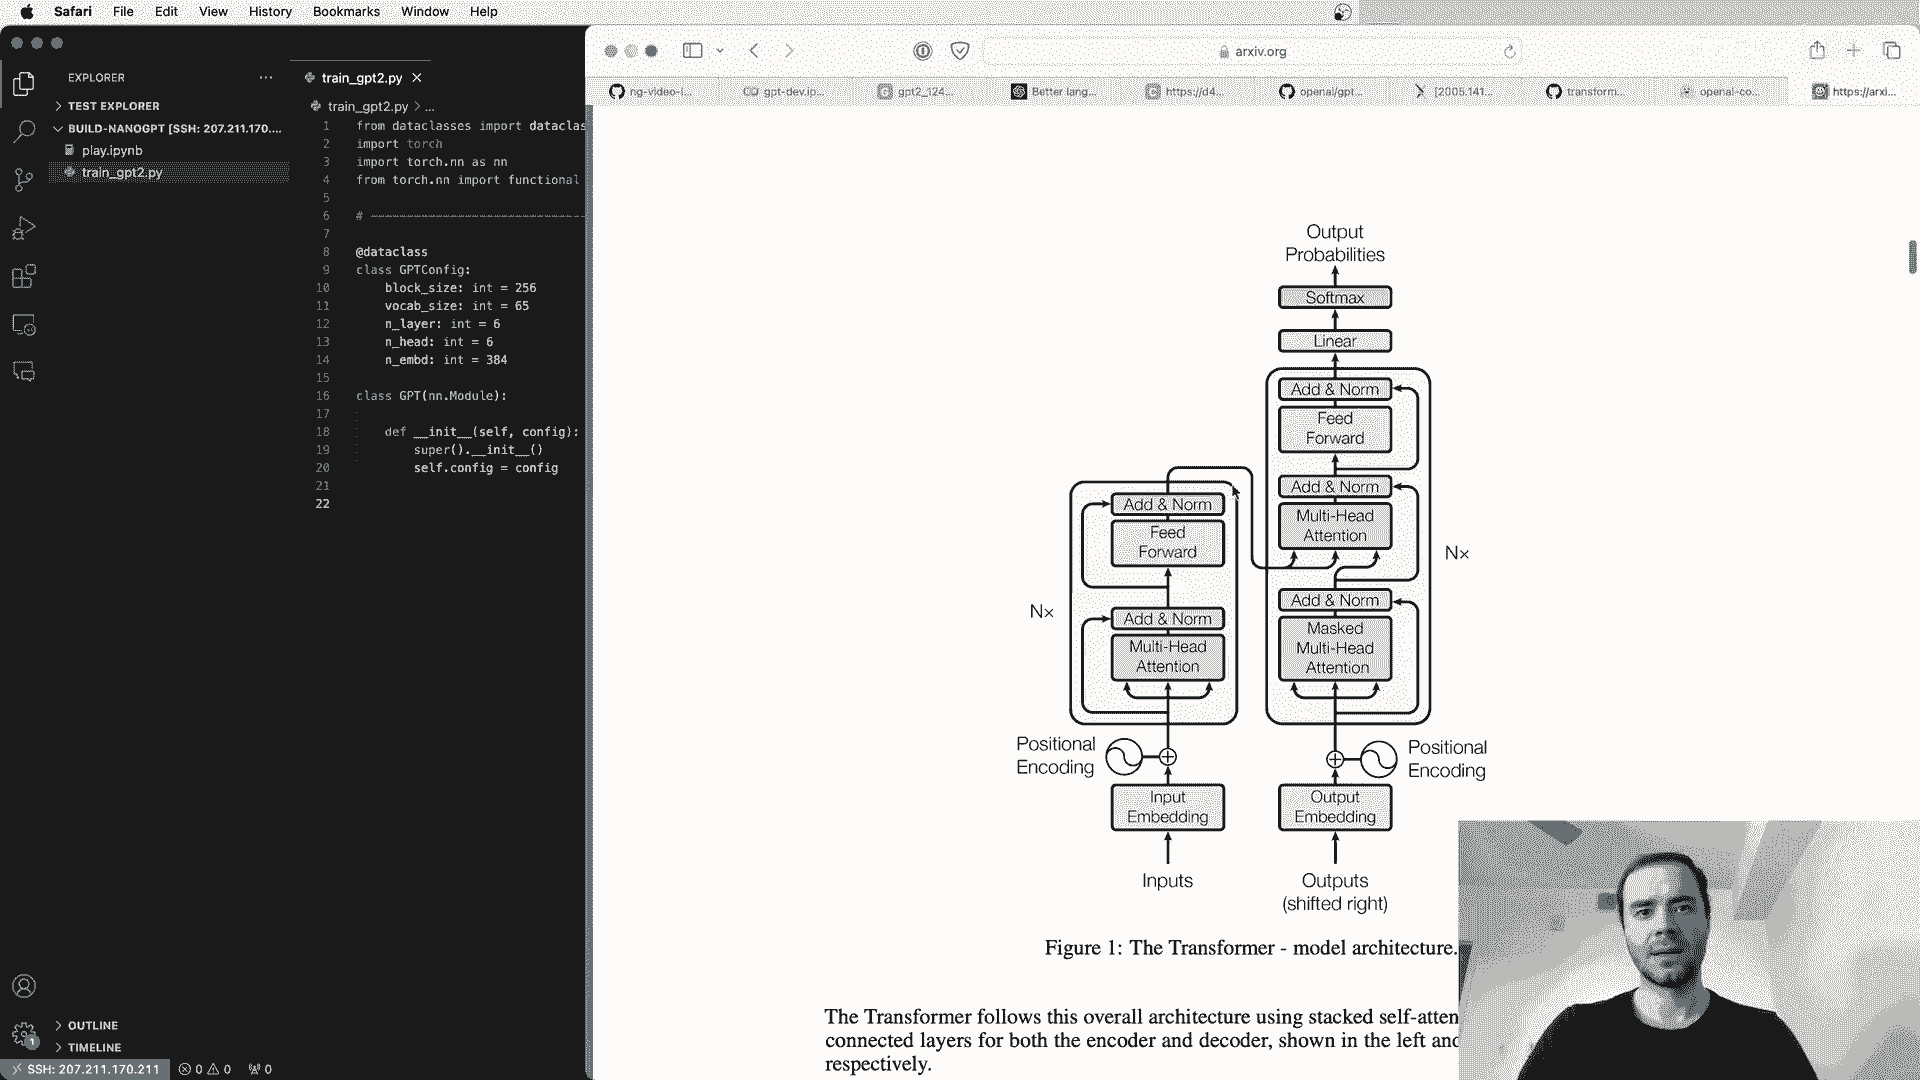 Safari File Edit View History Bookmarks Window Help
EXPLORER
TEST EXPLORER
BUILD-NANOGPT [SSH: 207.211.170....
play.ipynb
train_gpt2.py
train_gpt2.py
train_gpt2.py > ...
1 from dataclasses import dataclas
2 import torch
3 import torch.nn as nn
4 from torch.nn import functional
5
6 # ------------------------------
7
8 @dataclass
9 class GPTConfig:
10 block_size: int = 256
11 vocab_size: int = 65
12 n_layer: int = 6
13 n_head: int = 6
14 n_embd: int = 384
15
16 class GPT(nn.Module):
17
18 def __init__(self, config):
19 super().__init__()
20 self.config = config
21
22
OUTLINE
TIMELINE
1
SSH: 207.211.170.211 0 0 0
arxiv.org
ng-video-l... gpt-dev.ip... gpt2_124... Better lang... https://d4... openai/gpt... [2005.141... transform... openai-co... https://arxi...
Output
Probabilities
Softmax
Linear
Add & Norm
Feed
Forward
Add & Norm
Multi-Head
Attention
Nx
Add & Norm
Masked
Multi-Head
Attention
Add & Norm
Feed
Forward
Nx
Add & Norm
Multi-Head
Attention
Positional
Encoding
Positional
Encoding
Input
Embedding
Output
Embedding
Inputs
Outputs
(shifted right)
Figure 1: The Transformer - model architecture.
The Transformer follows this overall architecture using stacked self-atten
connected layers for both the encoder and decoder, shown in the left and
respectively.